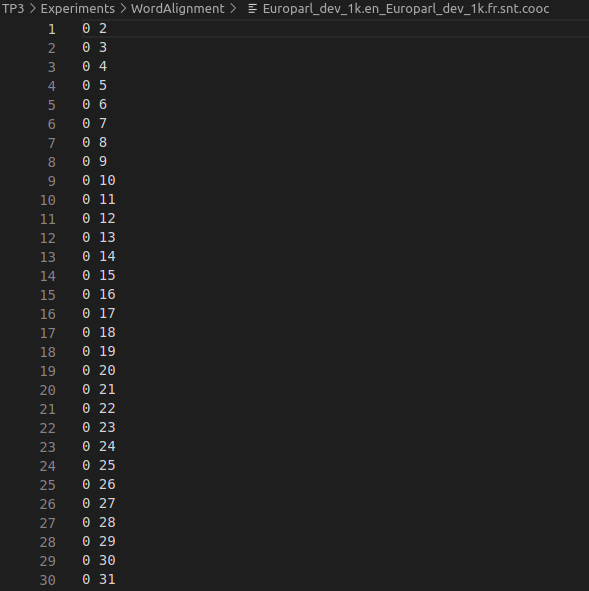 TP3 > Experiments > WordAlignment > Europarl_dev_1k.en_Europarl_dev_1k.fr.snt.cooc
1 0 2
2 0 3
3 0 4
4 0 5
5 0 6
6 0 7
7 0 8
8 0 9
9 0 10
10 0 11
11 0 12
12 0 13
13 0 14
14 0 15
15 0 16
16 0 17
17 0 18
18 0 19
19 0 20
20 0 21
21 0 22
22 0 23
23 0 24
24 0 25
25 0 26
26 0 27
27 0 28
28 0 29
29 0 30
30 0 31